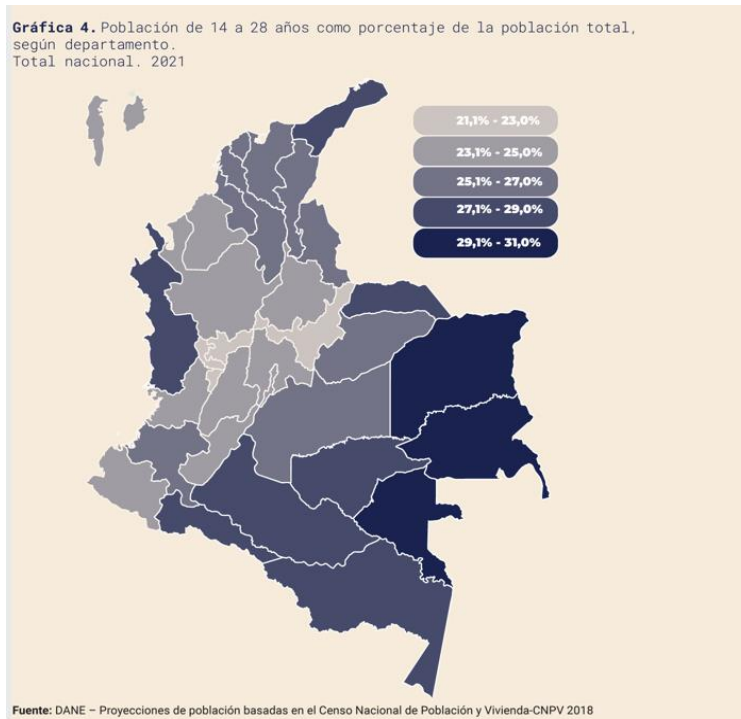 Gráfica 4. Población de 14 a 28 años como porcentaje de la población total,
según departamento.
Total nacional. 2021
21,1% - 23,0%
23,1% - 25,0%
25,1% - 27,0%
27,1% - 29,0%
29,1% - 31,0%
Fuente: DANE – Proyecciones de población basadas en el Censo Nacional de Población y Vivienda-CNPV 2018